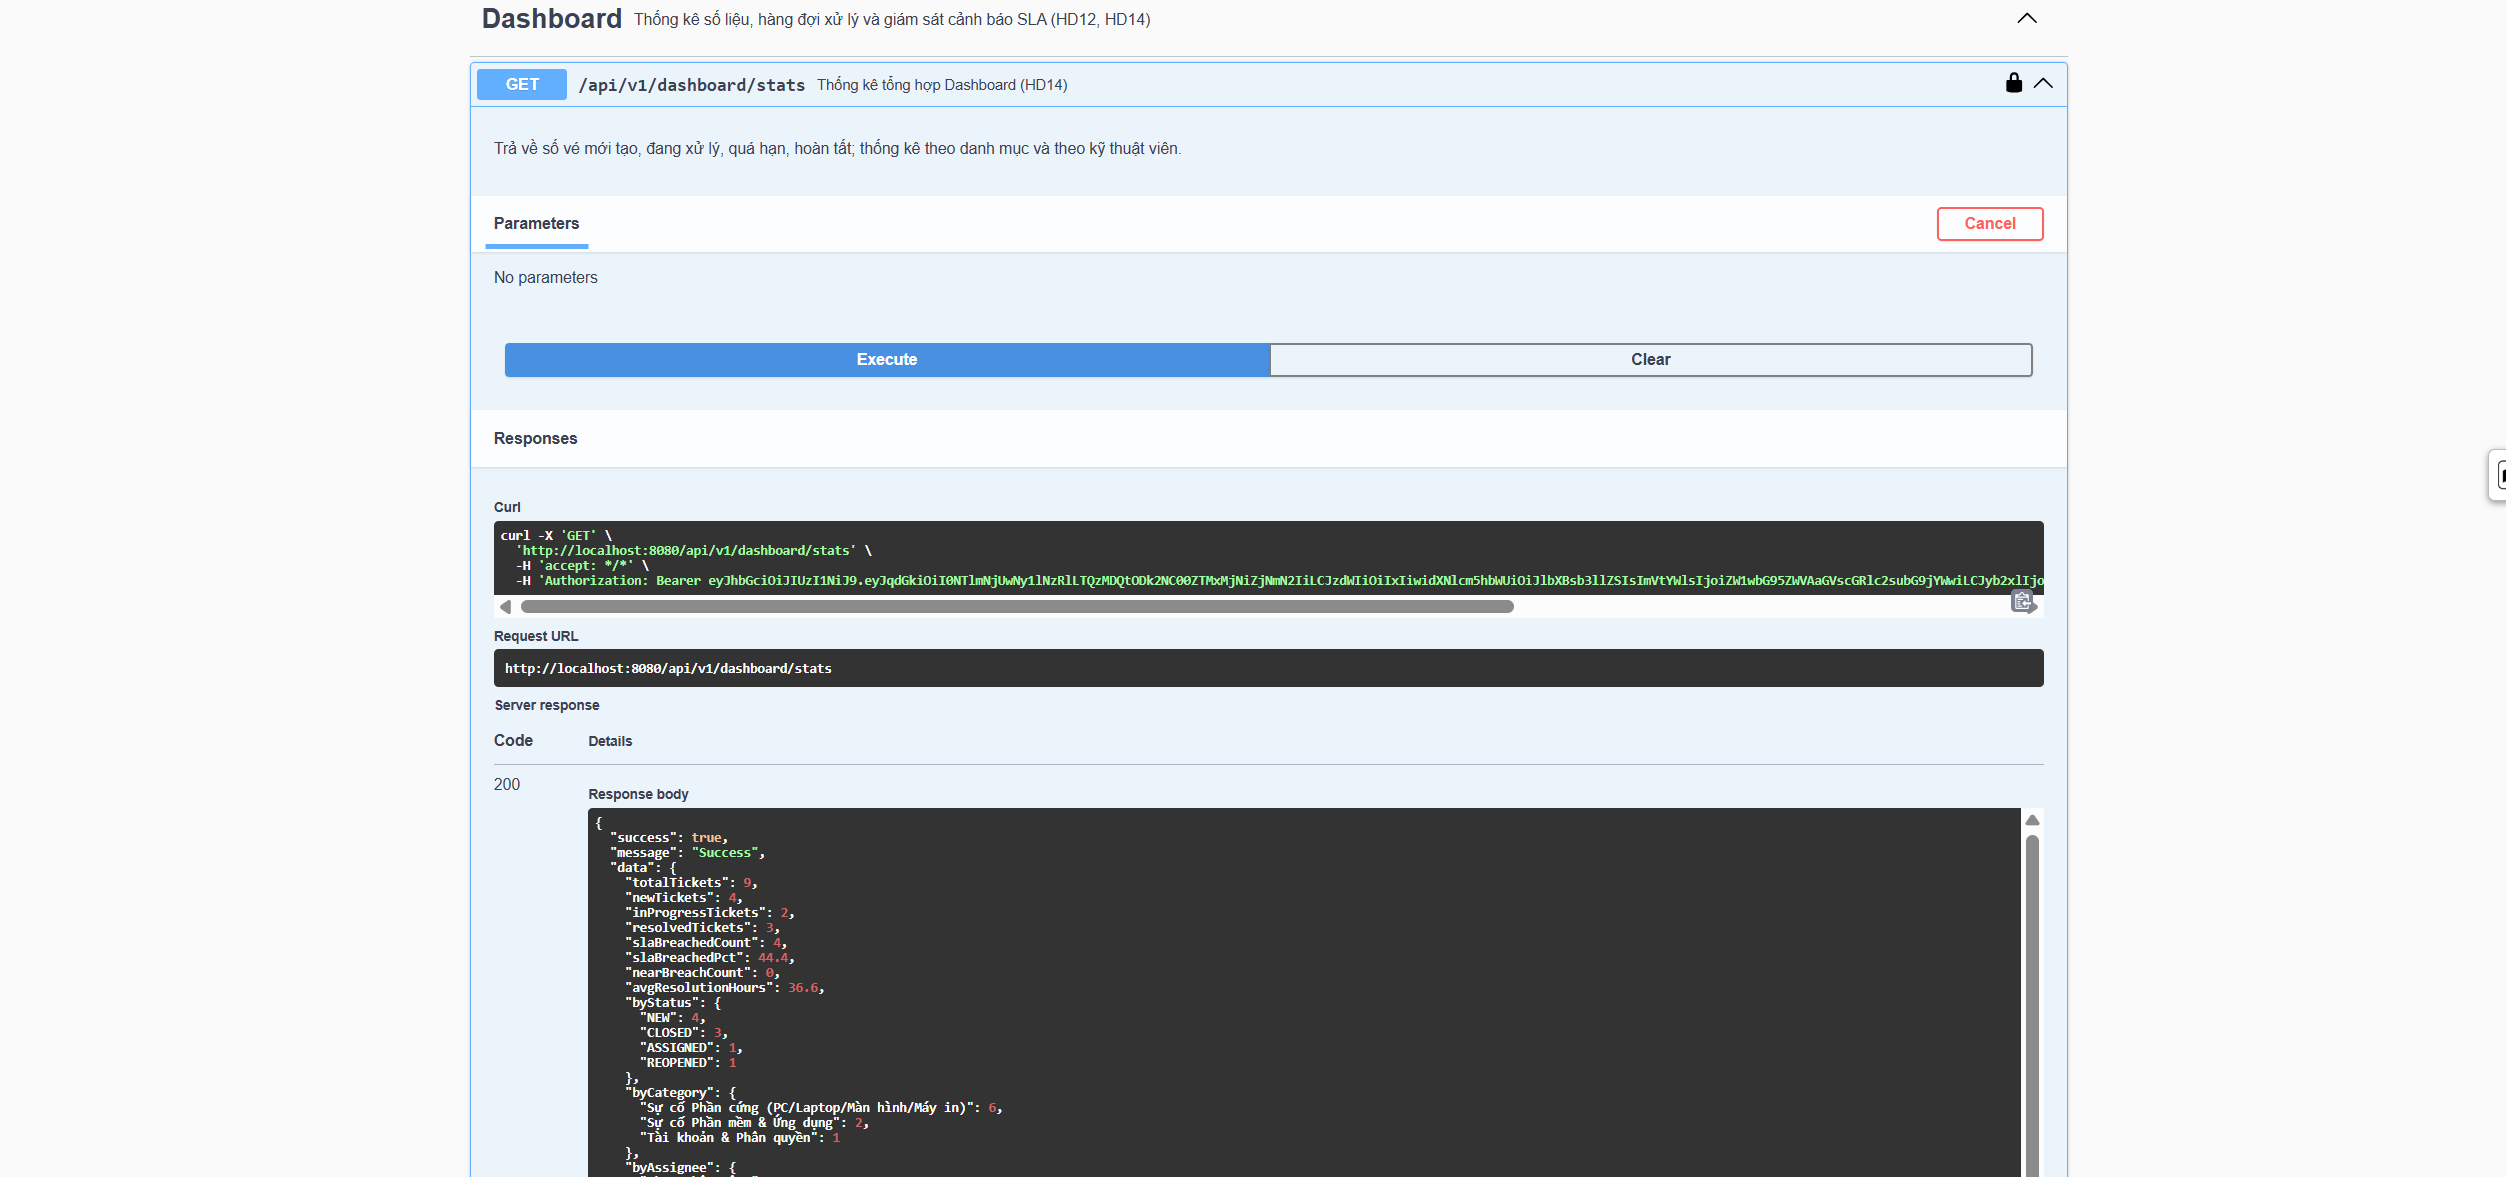 Dashboard Thống kê số liệu, hàng đợi xử lý và giám sát cảnh báo SLA (HD12, HD14)
GET /api/v1/dashboard/stats Thống kê tổng hợp Dashboard (HD14)
Trả về số vé mới tạo, đang xử lý, quá hạn, hoàn tất; thống kê theo danh mục và theo kỹ thuật viên.
Parameters
Cancel
No parameters
Execute
Clear
Responses
Curl
curl -X 'GET' \
'http://localhost:8080/api/v1/dashboard/stats' \
-H 'accept: */*' \
-H 'Authorization: Bearer
Request URL
http://localhost:8080/api/v1/dashboard/stats
Server response
Code Details
200
Response body
{
"success": true,
"message": "Success",
"data": {
"totalTickets": 9,
"newTickets": 4,
"inProgressTickets": 2,
"resolvedTickets": 3,
"slaBreachedCount": 4,
"slaBreachedPct": 44.4,
"nearBreachCount": 0,
"avgResolutionHours": 36.6,
"byStatus": {
"NEW": 4,
"CLOSED": 3,
"ASSIGNED": 1,
"REOPENED": 1
},
"byCategory": {
"Sự cố Phần cứng (PC/Laptop/Màn hình/Máy in)": 6,
"Sự cố Phần mềm & Ứng dụng": 2,
"Tài khoản & Phân quyền": 1
},
"byAssignee": {